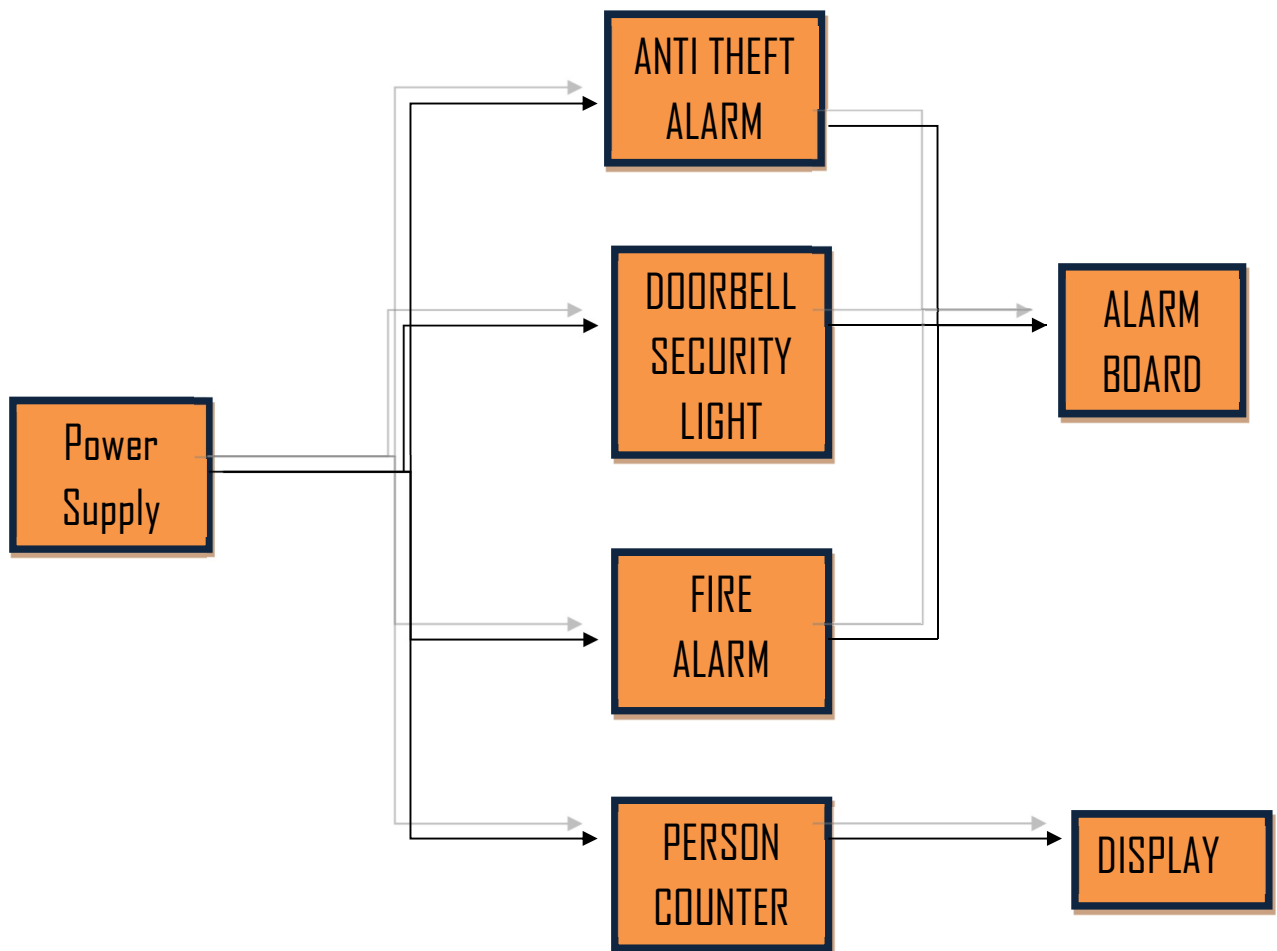 ANTI THEFT
ALARM
DOORBELL
SECURITY
LIGHT
ALARM
BOARD
Power
Supply
FIRE
ALARM
PERSON
COUNTER
DISPLAY